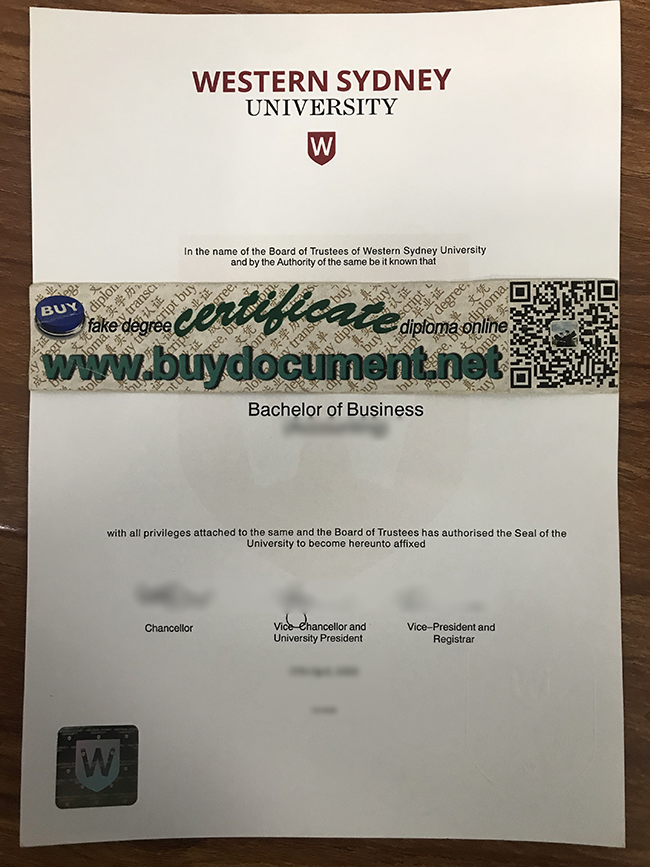 WESTERN SYDNEY
UNIVERSITY
W
In the name of the Board of Trustees of Western Sydney University
and by the Authority of the same be it known that
BUY
fake degree certificate diploma online
www.buydocument.net
Bachelor of Business
with all privileges attached to the same and the Board of Trustees has authorised the Seal of the
University to become hereunto affixed
Chancellor
Vice-Chancellor and
University President
Vice-President and
Registrar
W
W